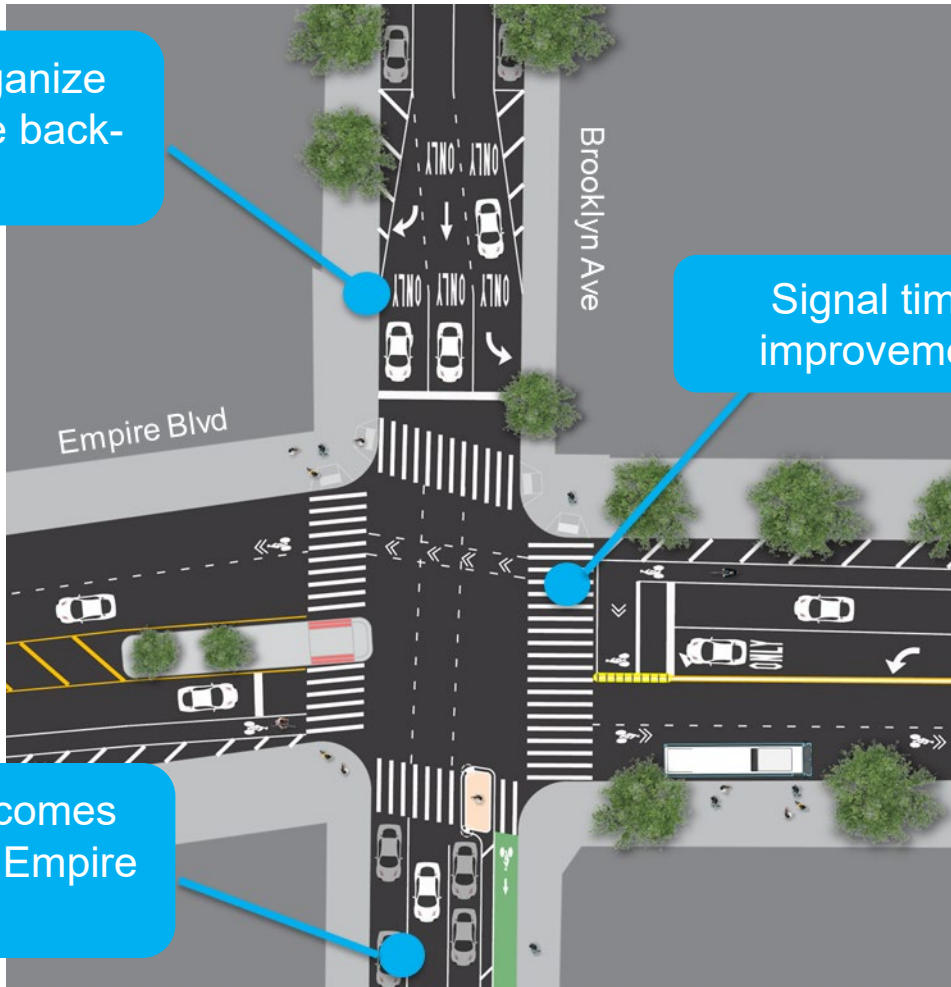 ganize
e back-
Brooklyn Ave
ONLY ONLY
ONLY ONLY ONLY
Signal tim
improveme
Empire Blvd
ONLY
comes
Empire